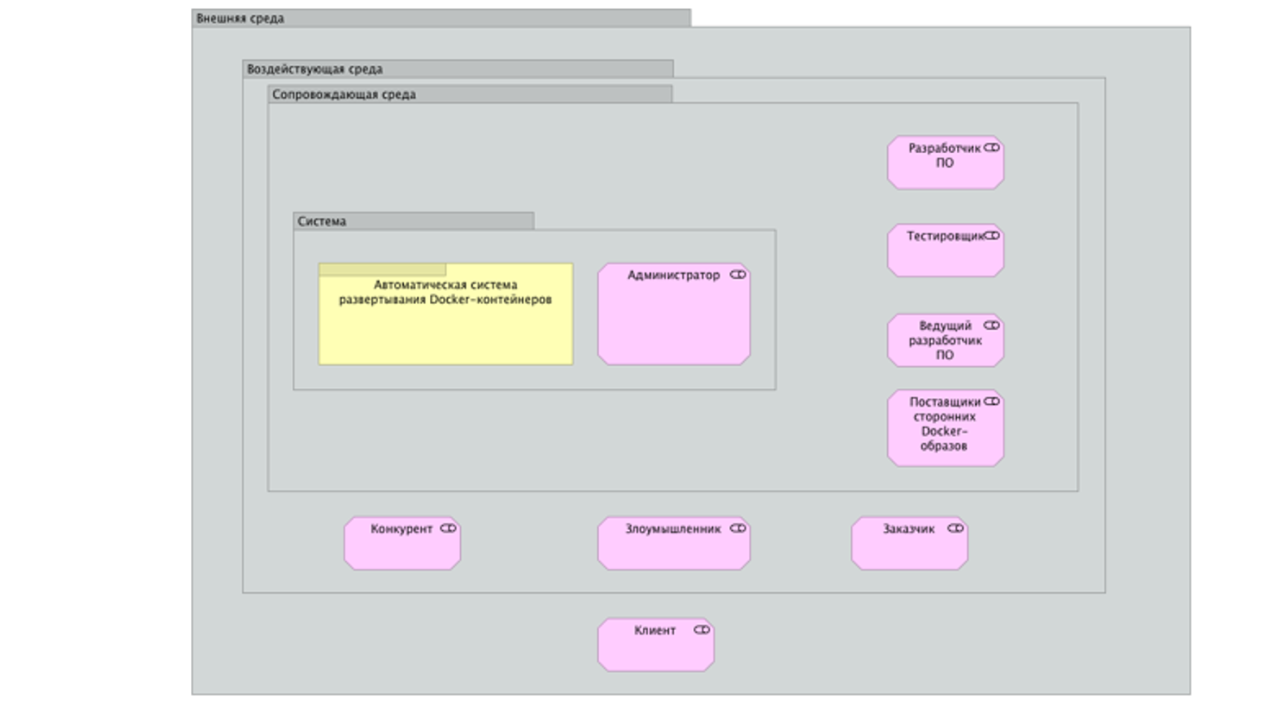 Внешняя среда
Воздействующая среда
Сопровождающая среда
Разработчик
ПО
Система
Тестировщик
Автоматическая система
развертывания Docker-контейнеров
Администратор
Ведущий
разработчик
ПО
Поставщики
сторонних
Docker-
образов
Конкурент
Злоумышленник
Заказчик
Клиент